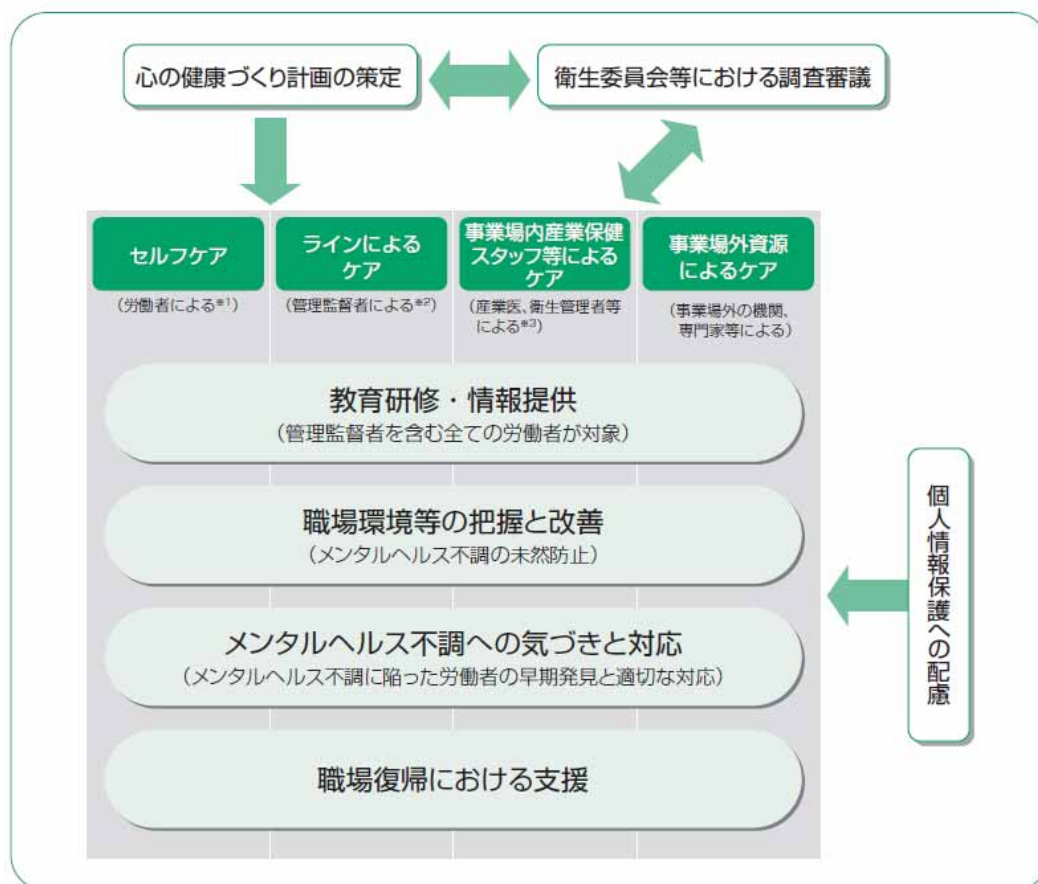 心の健康づくり計画の策定
衛生委員会等における調査審議
セルフケア
(労働者による※1)
ラインによる
ケア
(管理監督者による※2)
事業場内産業保健
スタッフ等による
ケア
(産業医、衛生管理者等
による※3)
事業場外資源
によるケア
(事業場外の機関、
専門家等による)
教育研修・情報提供
(管理監督者を含む全ての労働者が対象)
職場環境等の把握と改善
(メンタルヘルス不調の未然防止)
メンタルヘルス不調への気づきと対応
(メンタルヘルス不調に陥った労働者の早期発見と適切な対応)
職場復帰における支援
個人情報保護への配慮